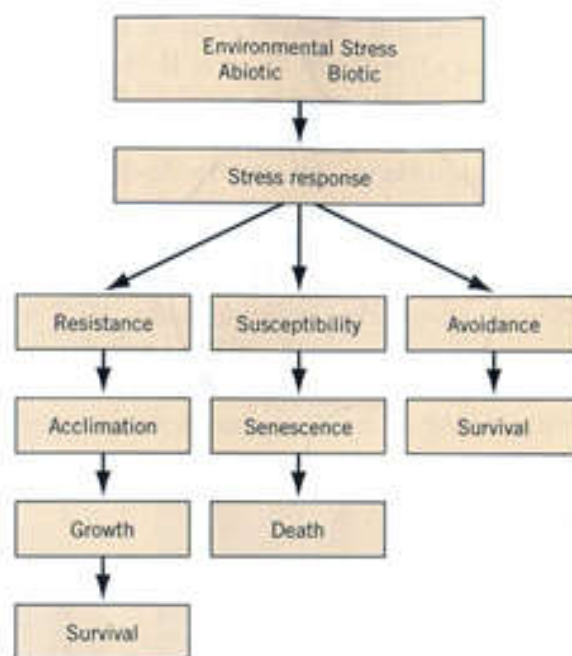 Environmental Stress
Abiotic Biotic
Stress response
Resistance
Susceptibility
Avoidance
Acclimation
Senescence
Survival
Growth
Death
Survival